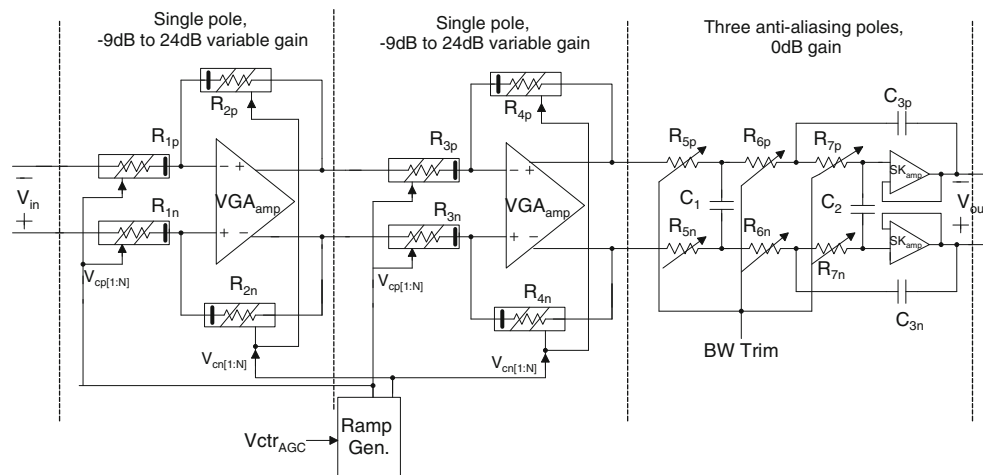 Single pole,
-9dB to 24dB variable gain
Single pole,
-9dB to 24dB variable gain
Three anti-aliasing poles,
0dB gain
R2p
R4p
C3p
R1p
R3p
R5p
R6p
R7p
Vin
+
−
VGAamp
VGAamp
C1
C2
SKamp
SKamp
Vou
R1n
R3n
R5n
R6n
R7n
Vcp[1:N]
Vcp[1:N]
R2n
R4n
C3n
Vcn[1:N]
Vcn[1:N]
BW Trim
VctrAGC
Ramp
Gen.